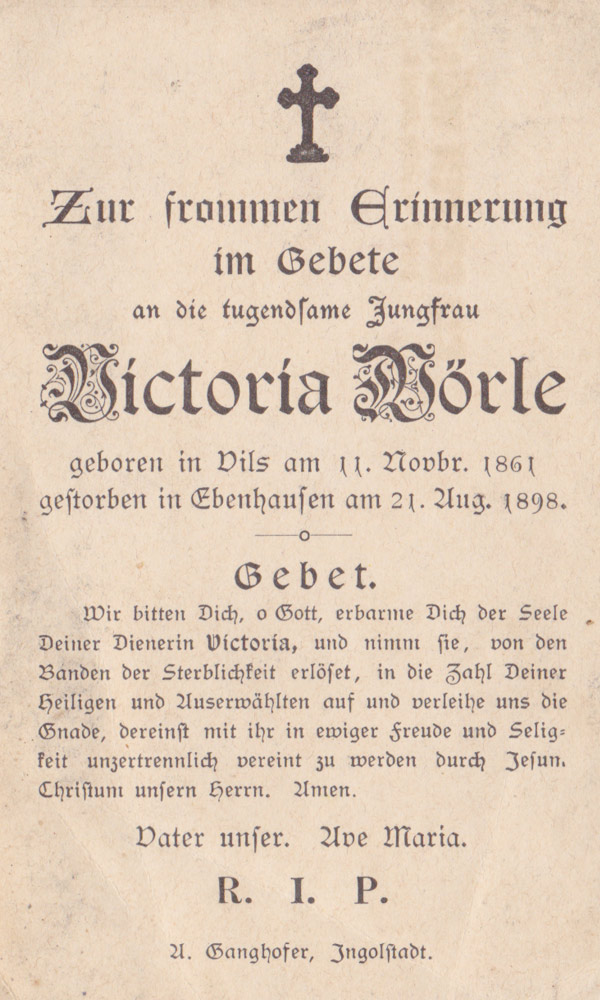 Zur frommen Erinnerung
im Gebete
an die tugendsame Jungfrau
Victoria Wörle
geboren in Vils am 11. Novbr. 1861
gestorben in Ebenhausen am 21. Aug. 1898.
Gebet.
Wir bitten Dich, o Gott, erbarme Dich der Seele
Deiner Dienerin Victoria, und nimm sie, von den
Banden der Sterblichkeit erlöset, in die Zahl Deiner
Heiligen und Auserwählten auf und verleihe uns die
Gnade, dereinst mit ihr in ewiger Freude und Selig-
keit unzertrennlich vereint zu werden durch Jesun.
Christum unsern Herrn. Amen.
Vater unser. Ave Maria.
R. I. P.
A. Ganghofer, Ingolstadt.